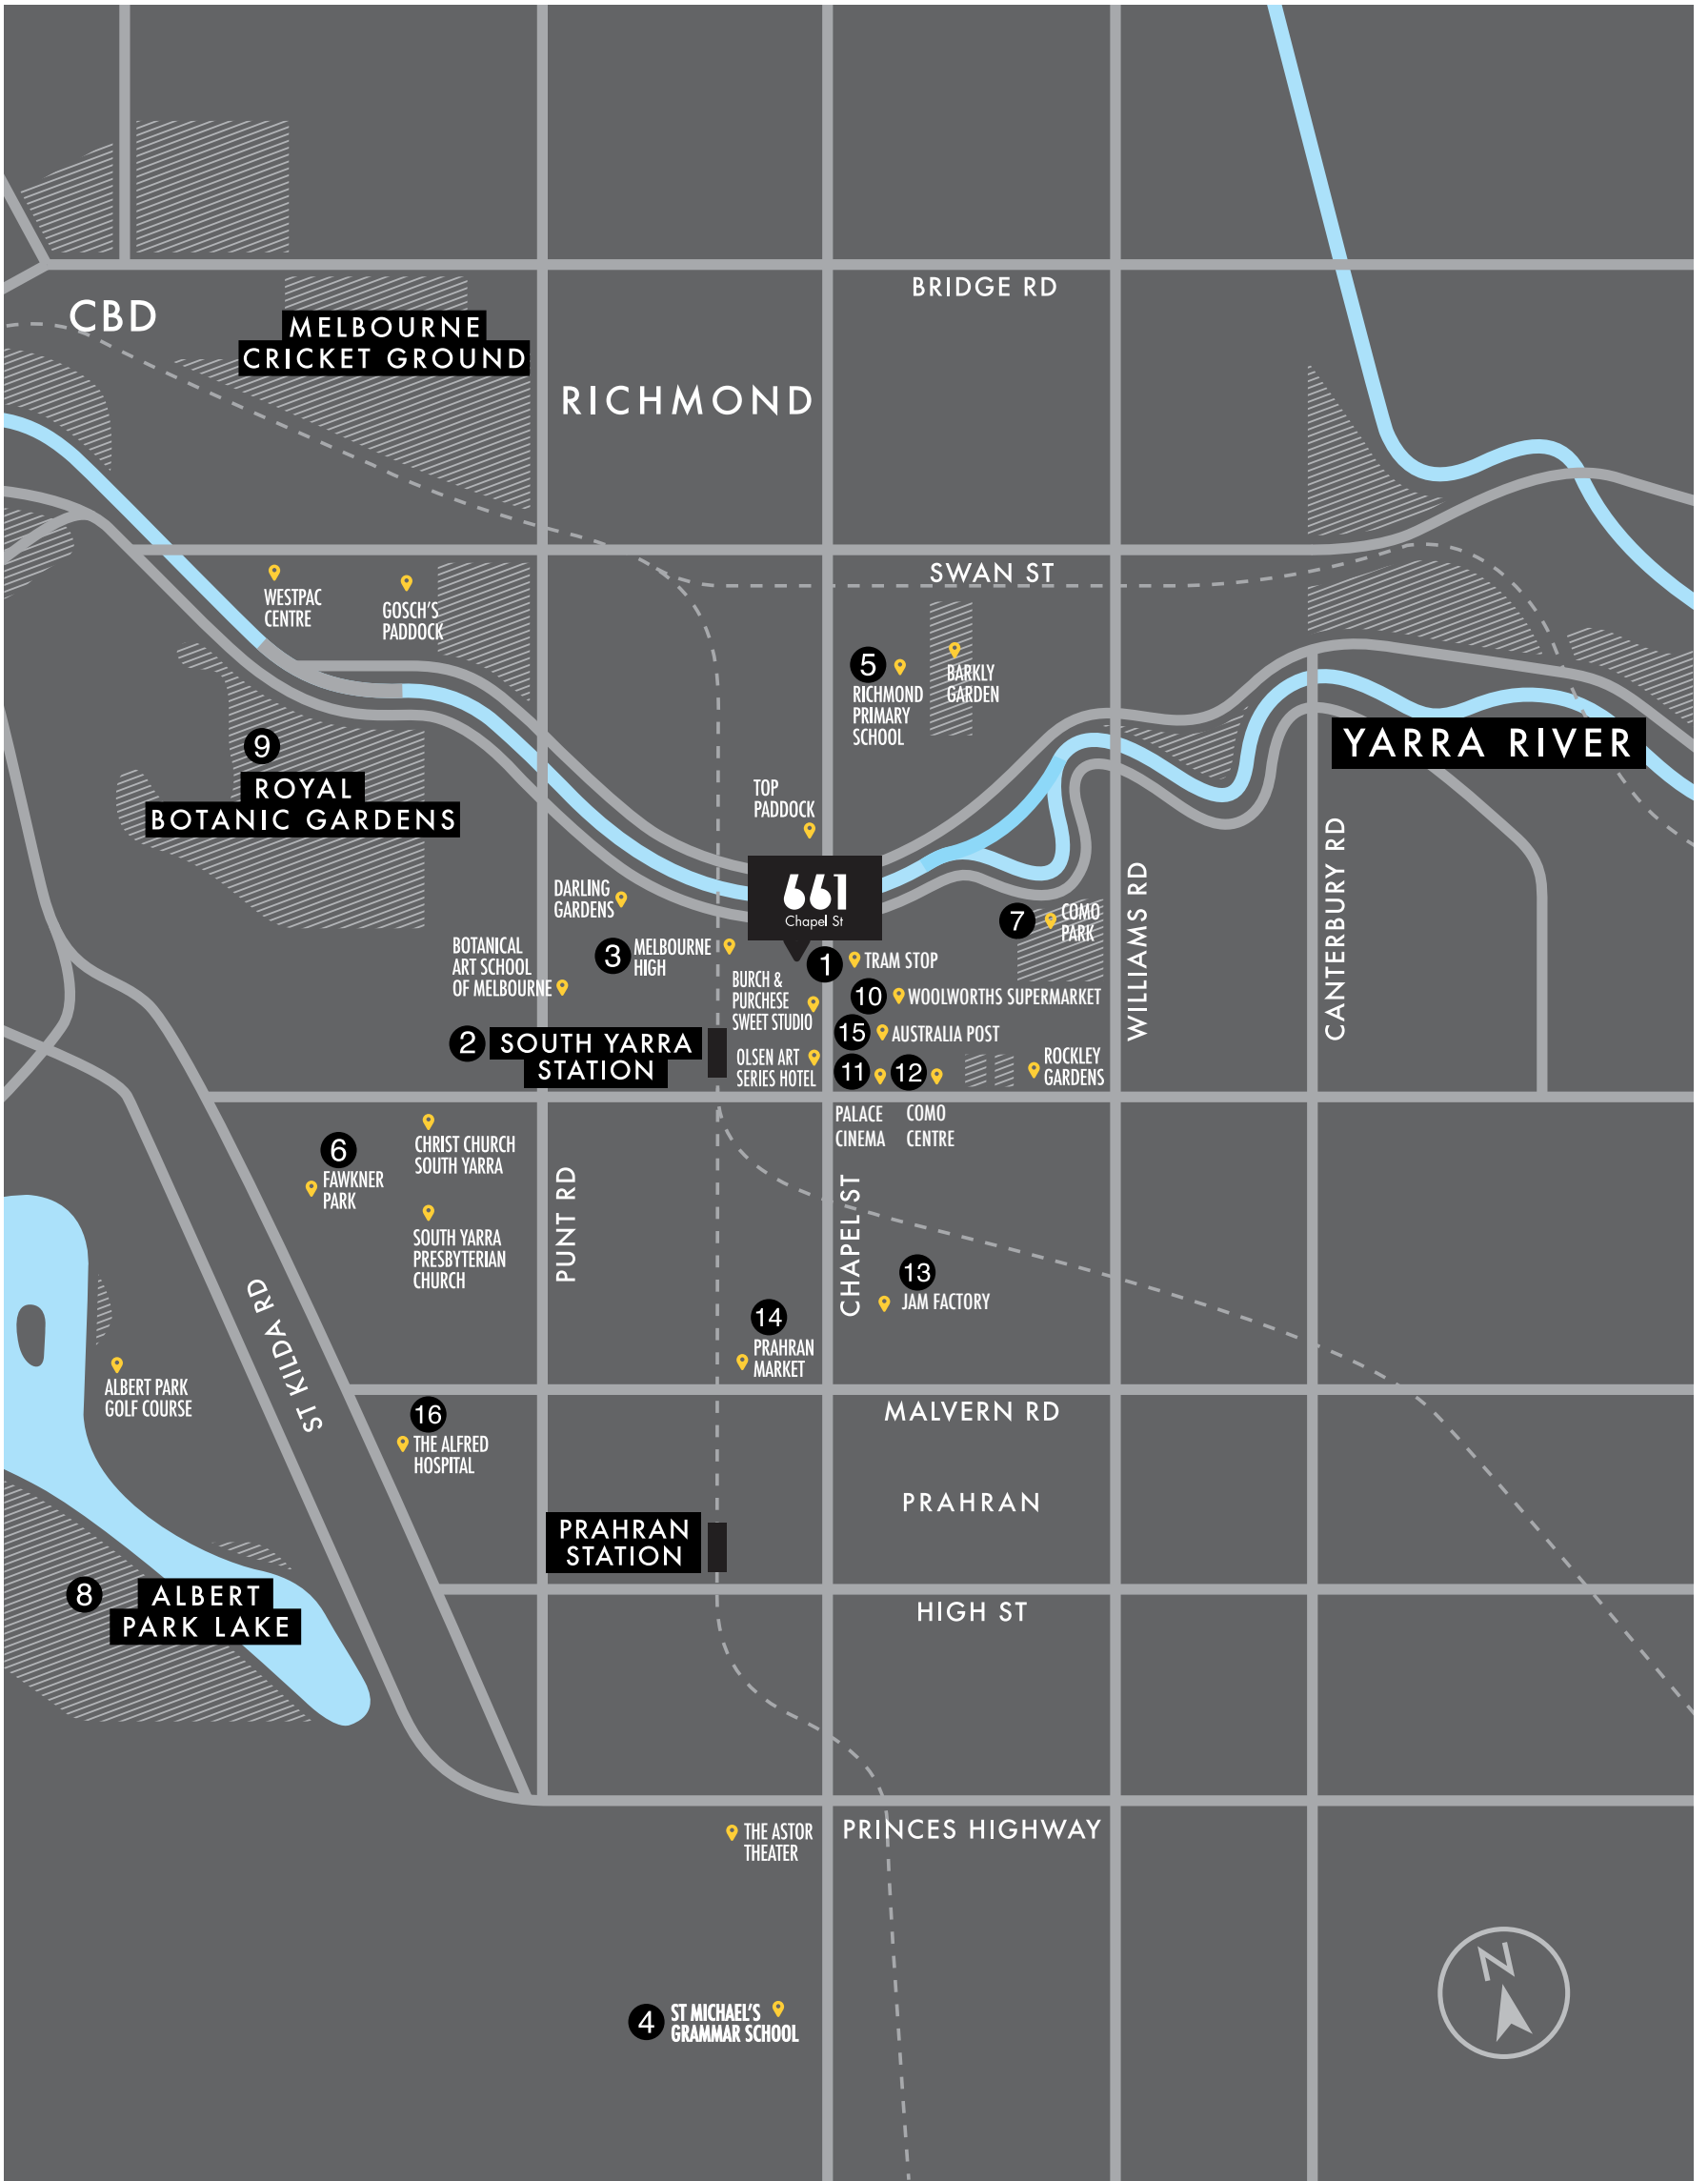 BRIDGE RD
CBD
MELBOURNE
CRICKET GROUND
RICHMOND
SWAN ST
WESTPAC
CENTRE
GOSCH'S
PADDOCK
5
RICHMOND
PRIMARY
SCHOOL
BARKLY
GARDEN
9
ROYAL
BOTANIC GARDENS
YARRA RIVER
TOP
PADDOCK
661
Chapel St
DARLING
GARDENS
7
COMO
PARK
WILLIAMS RD
CANTERBURY RD
3
MELBOURNE
HIGH
BOTANICAL
ART SCHOOL
OF MELBOURNE
1
TRAM STOP
BURCH &
PURCHESE
SWEET STUDIO
10
WOOLWORTHS SUPERMARKET
15
AUSTRALIA POST
2
SOUTH YARRA
STATION
OLSEN ART
SERIES HOTEL
11
12
ROCKLEY
GARDENS
PALACE
CINEMA
COMO
CENTRE
CHRIST CHURCH
SOUTH YARRA
6
FAWKNER
PARK
SOUTH YARRA
PRESBYTERIAN
CHURCH
PUNT RD
CHAPEL ST
13
JAM FACTORY
14
PRAHRAN
MARKET
ST KILDA RD
ALBERT PARK
GOLF COURSE
MALVERN RD
16
THE ALFRED
HOSPITAL
PRAHRAN
PRAHRAN
STATION
8
ALBERT
PARK LAKE
HIGH ST
PRINCES HIGHWAY
THE ASTOR
THEATER
4
ST MICHAEL'S
GRAMMAR SCHOOL
N